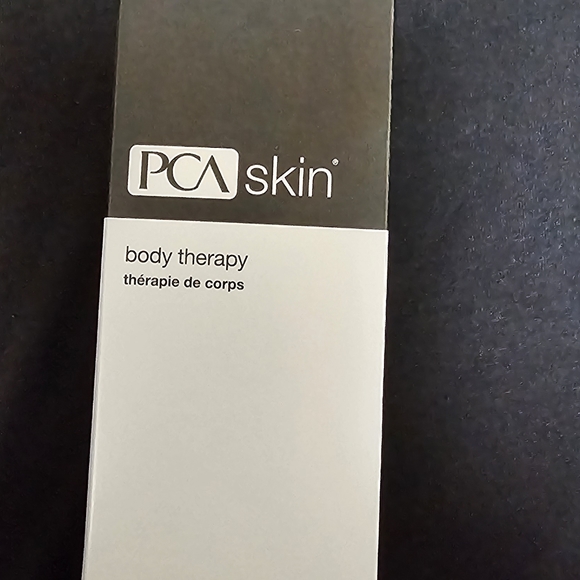 PCA skin®
body therapy
thérapie de corps